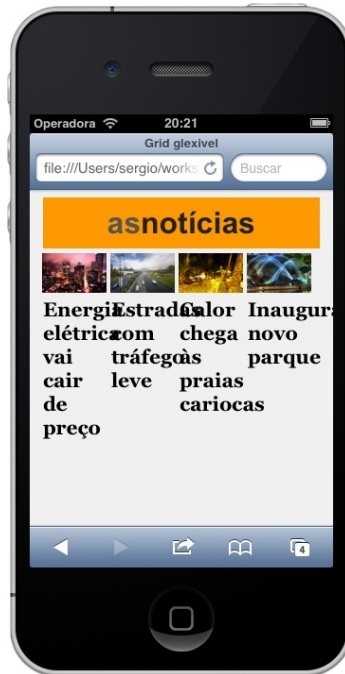 Operadora 20:21
Grid glexivel
file:///Users/sergio/works
Buscar
asnotícias
Energia elétrica vai cair de preço
Estradas com tráfego leve
Calor chega às praias cariocas
Inaugura novo parque
4